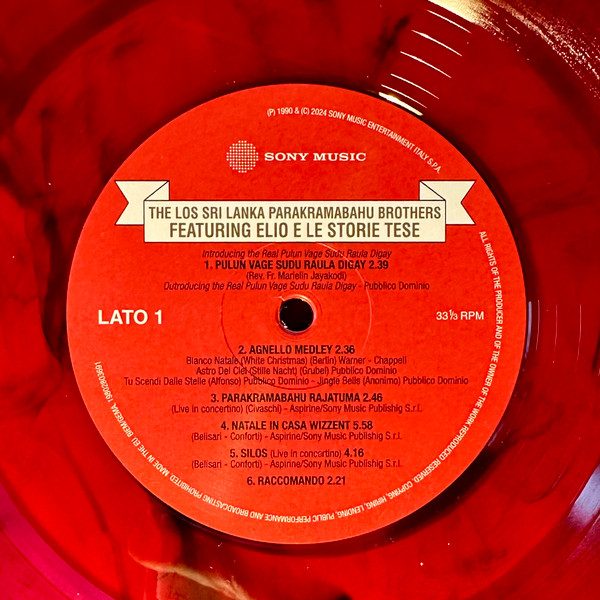 (P) 1990 & (C) 2024 SONY MUSIC ENTERTAINMENT ITALY S.P.A.
SONY MUSIC
THE LOS SRI LANKA PARAKRAMABAHU BROTHERS
FEATURING ELIO E LE STORIE TESE
Introducing the Real Pulun Vage Sudu Raula Digay
1. PULUN VAGE SUDU RAULA DIGAY 2.39
(Rev. Fr. Marielin Jayakodi)
Outroducing the Real Pulun Vage Sudu Raula Digay - Pubblico Dominio
LATO 1
33 1/3 RPM
2. AGNELLO MEDLEY 2.36
Bianco Natale (White Christmas) (Berlin) Warner - Chappell
Astro Del Ciel (Stille Nacht) (Gruber) Pubblico Dominio
Tu Scendi Dalle Stelle (Alfonso) Pubblico Dominio - Jingle Bells (Anonimo) Pubblico Dominio
3. PARAKRAMABAHU RAJATUMA 2.46
(Live in concertino) (Civaschi) - Aspirine/Sony Music Publishig S.r.l.
4. NATALE IN CASA WIZZENT 5.58
(Belisari - Conforti) - Aspirine/Sony Music Publishig S.r.l.
5. SILOS (Live in concertino) 4.16
(Belisari - Conforti) - Aspirine/Sony Music Publishig S.r.l.
6. RACCOMANDO 2.21
ALL RIGHTS OF THE PRODUCER AND OF THE OWNER OF THE WORK REPRODUCED RESERVED. COPYING, HIRING, LENDING, PUBLIC PERFORMANCE AND BROADCASTING PROHIBITED. MADE IN THE EU. BIEM/GEMA.